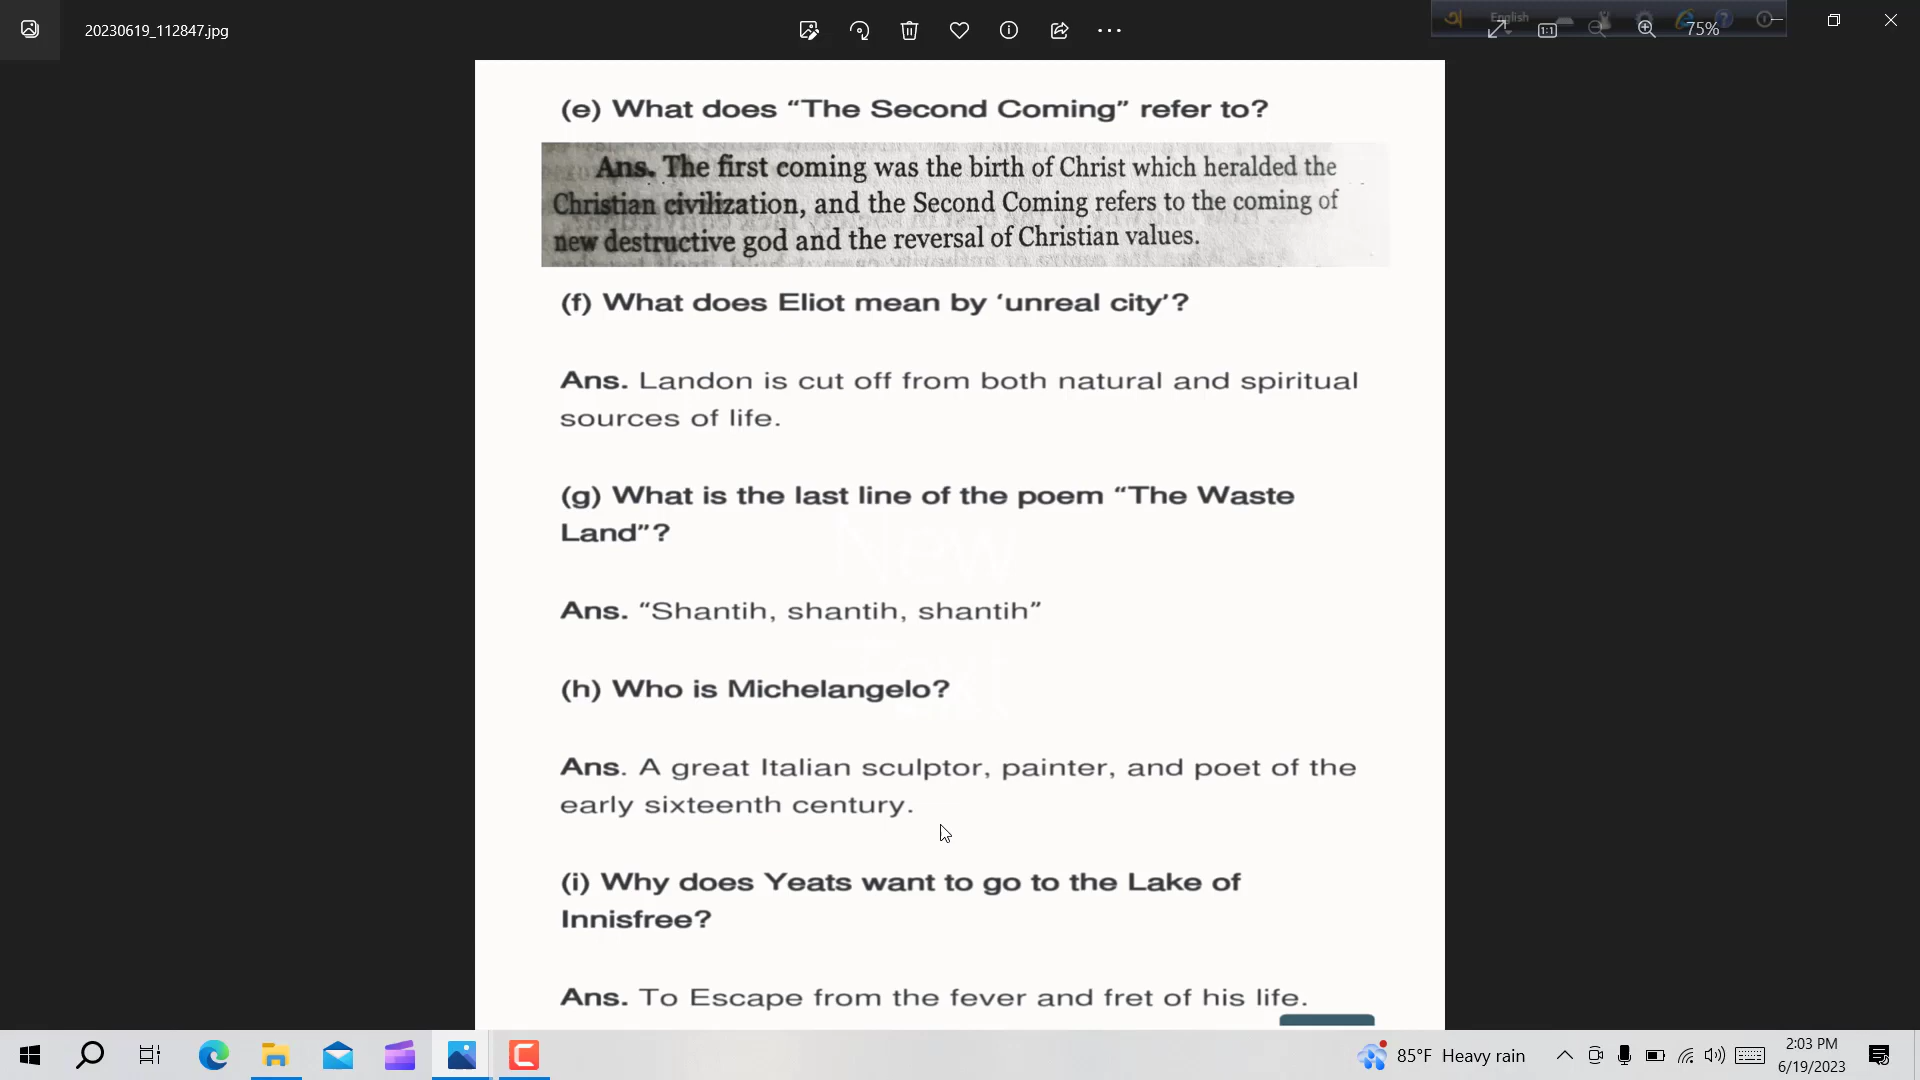 20230619_112847.jpg
English
75%
(e) What does “The Second Coming” refer to?
Ans. The first coming was the birth of Christ which heralded the
Christian civilization, and the Second Coming refers to the coming of
new destructive god and the reversal of Christian values.
(f) What does Eliot mean by ‘unreal city’?
Ans. Landon is cut off from both natural and spiritual
sources of life.
(g) What is the last line of the poem “The Waste
Land”?
New
Ans. “Shantih, shantih, shantih”
Text
(h) Who is Michelangelo?
Ans. A great Italian sculptor, painter, and poet of the
early sixteenth century.
(i) Why does Yeats want to go to the Lake of
Innisfree?
Ans. To Escape from the fever and fret of his life.
85°F Heavy rain
2:03 PM
6/19/2023